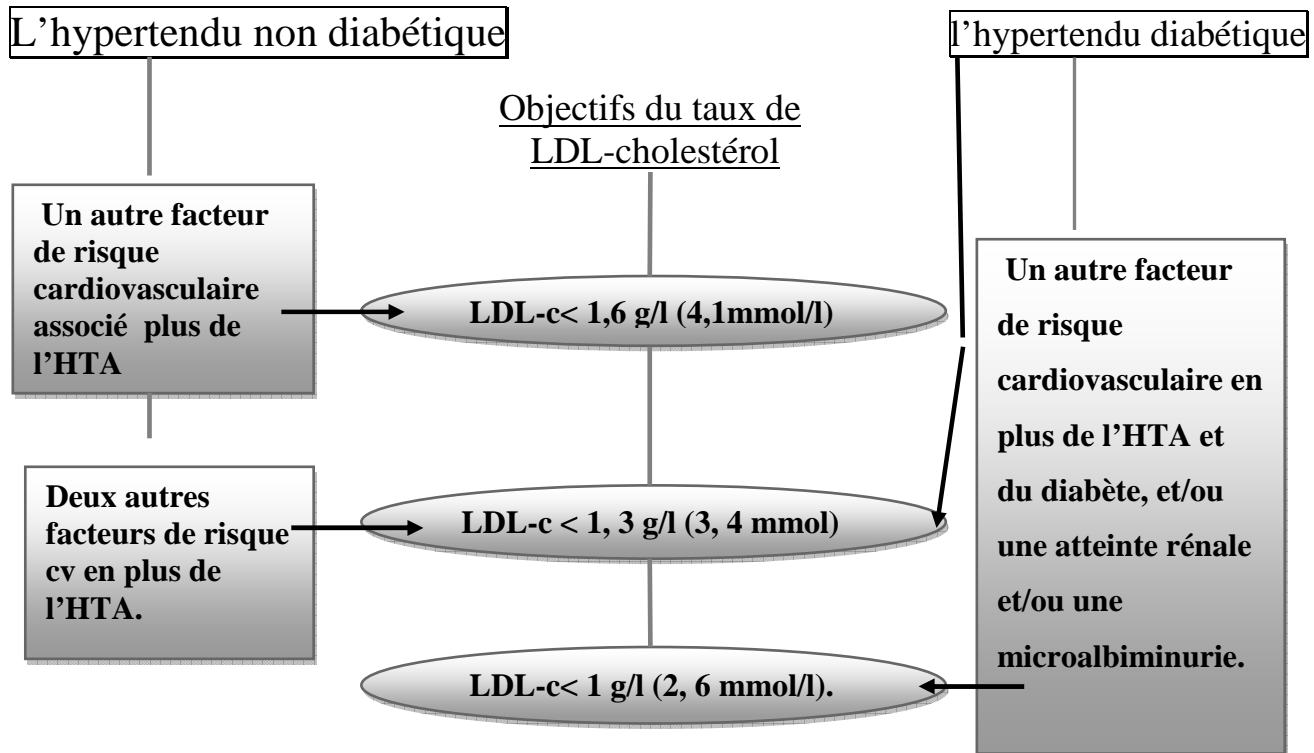 L'hypertendu non diabétique
l'hypertendu diabétique
Objectifs du taux de
LDL-cholestérol
Un autre facteur
de risque
cardiovasculaire
associé plus de
l'HTA
LDL-c< 1,6 g/l (4,1mmol/l)
Deux autres
facteurs de risque
cv en plus de
l'HTA.
LDL-c < 1, 3 g/l (3, 4 mmol)
LDL-c< 1 g/l (2, 6 mmol/l).
Un autre facteur
de risque
cardiovasculaire en
plus de l'HTA et
du diabète, et/ou
une atteinte rénale
et/ou une
microalbiminurie.